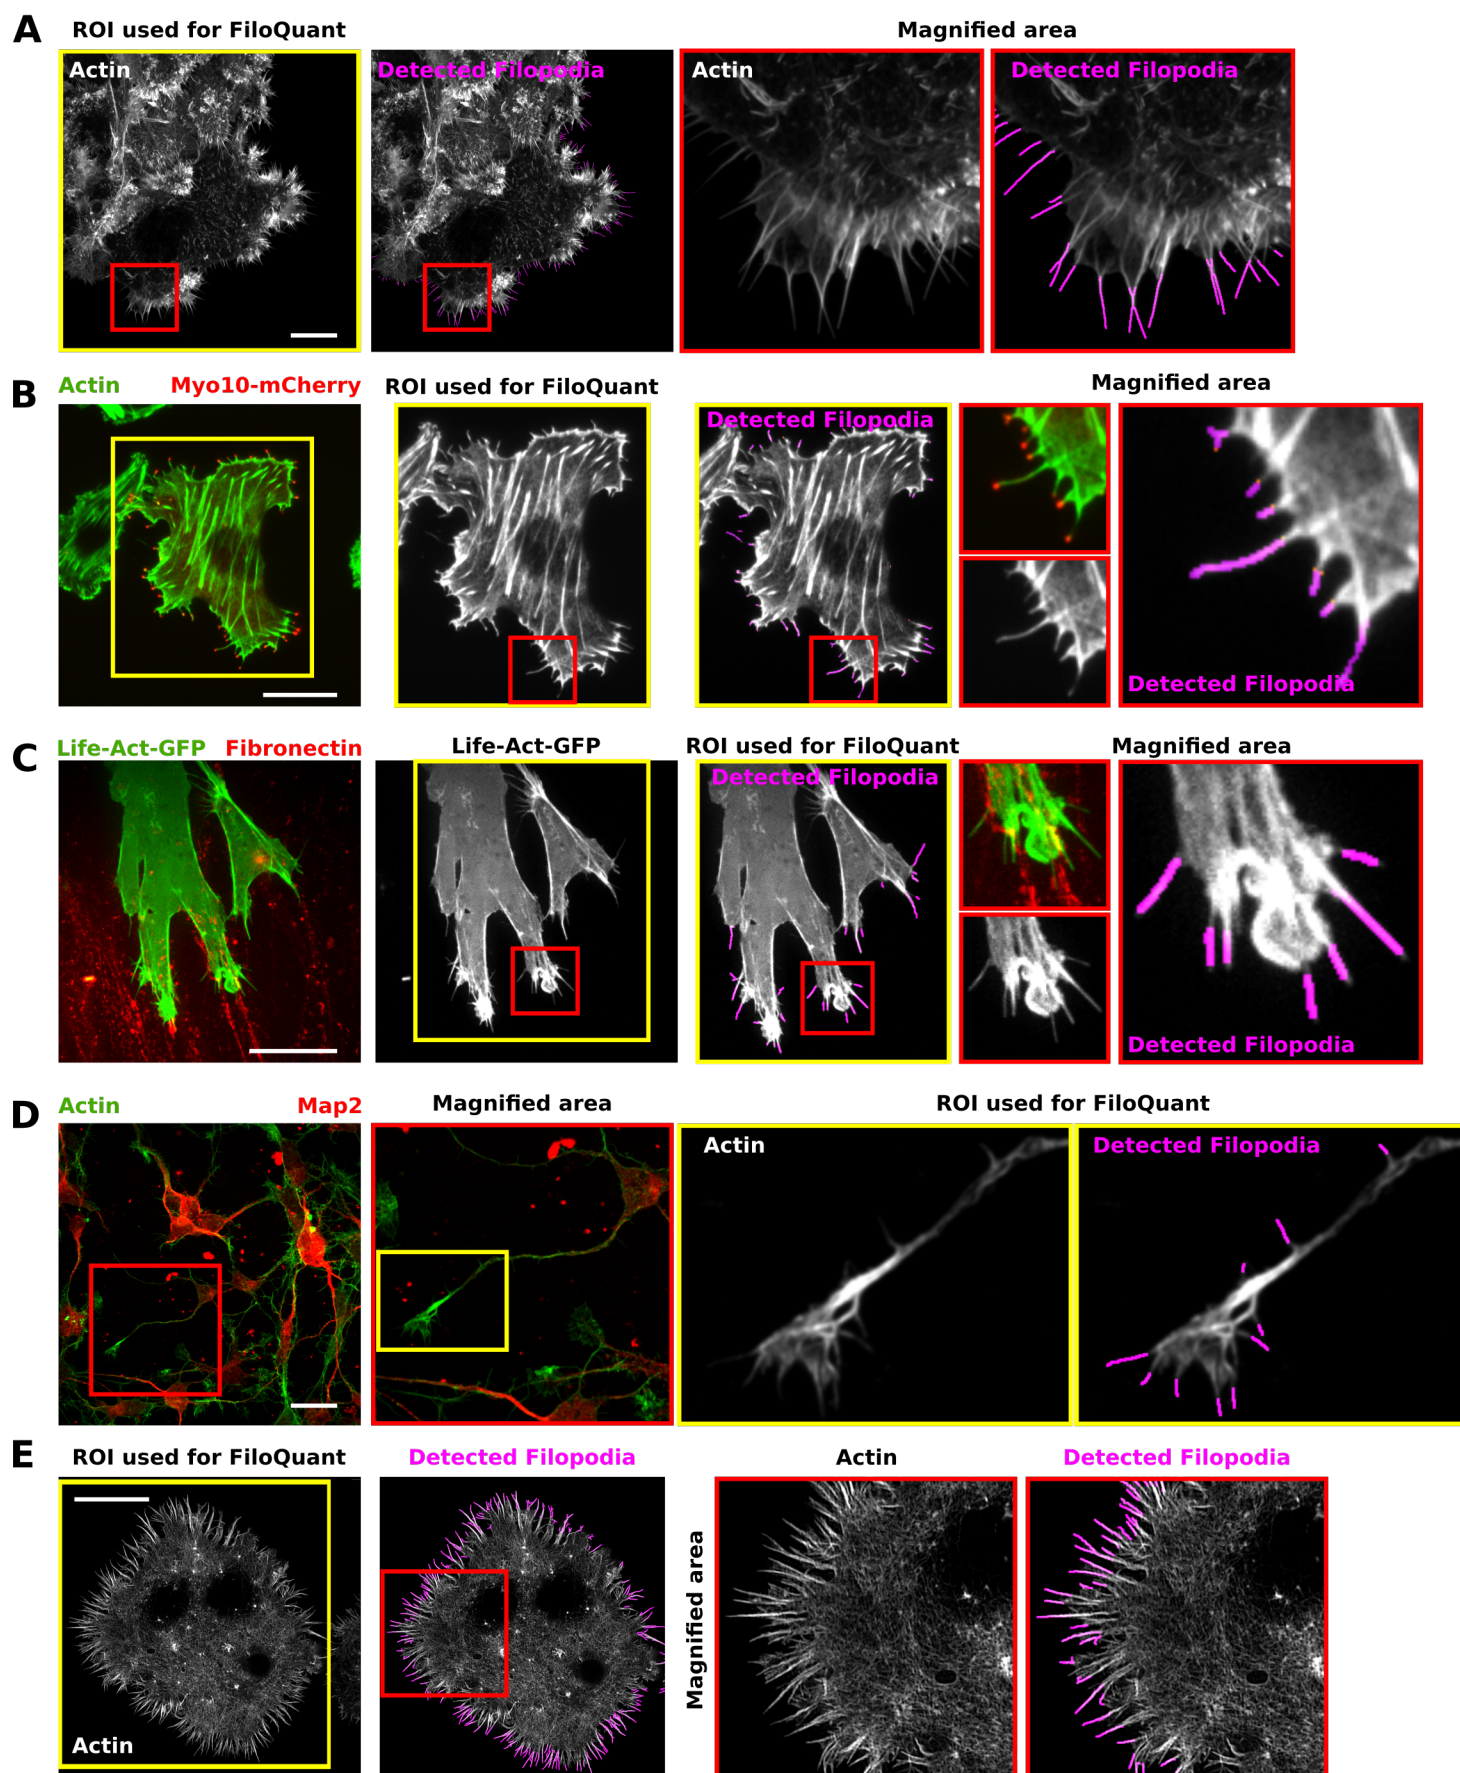 A
ROI used for FiloQuant
Magnified area
Actin
Detected Filopodia
Actin
Detected Filopodia
B
Actin
Myo10-mCherry
ROI used for FiloQuant
Magnified area
Detected Filopodia
Detected Filopodia
C
Life-Act-GFP
Fibronectin
Life-Act-GFP
ROI used for FiloQuant
Magnified area
Detected Filopodia
Detected Filopodia
D
Actin
Map2
Magnified area
ROI used for FiloQuant
Actin
Detected Filopodia
E
ROI used for FiloQuant
Detected Filopodia
Actin
Detected Filopodia
Magnified area
Actin